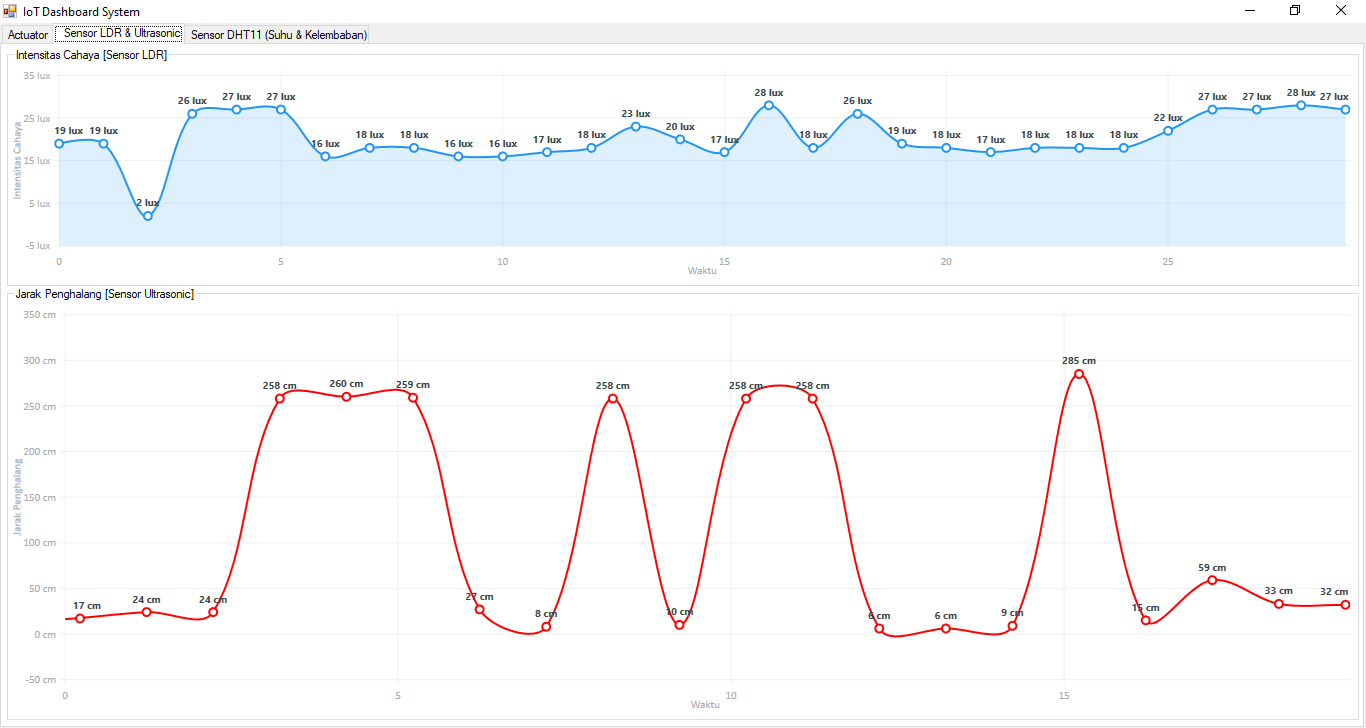 IoT Dashboard System
Actuator Sensor LDR & Ultrasonic Sensor DHT11 (Suhu & Kelembaban)
Intensitas Cahaya [Sensor LDR]
35 lux
25 lux
15 lux
5 lux
-5 lux
Intensitas Cahaya
19 lux 19 lux 2 lux 26 lux 27 lux 27 lux 16 lux 18 lux 18 lux 16 lux 16 lux 17 lux 18 lux 23 lux 20 lux 17 lux 28 lux 18 lux 26 lux 19 lux 18 lux 17 lux 18 lux 18 lux 18 lux 22 lux 27 lux 27 lux 28 lux 27 lux
0 5 10 15 20 25
Waktu
Jarak Penghalang [Sensor Ultrasonic]
350 cm
300 cm
250 cm
200 cm
150 cm
100 cm
50 cm
0 cm
-50 cm
Jarak Penghalang
17 cm 24 cm 24 cm 258 cm 260 cm 259 cm 27 cm 8 cm 258 cm 10 cm 258 cm 258 cm 6 cm 6 cm 9 cm 285 cm 15 cm 59 cm 33 cm 32 cm
0 5 10 15
Waktu